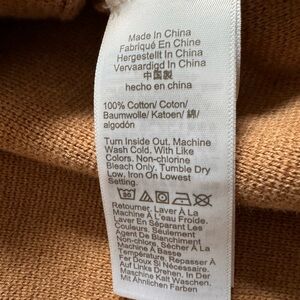 Made In China
Fabriqué En Chine
Hergestellt In China
Vervaardigd In China
中国製
hecho en china
100% Cotton/ Coton/
Baumwolle/ Katoen/ 綿/
algodón
Turn Inside Out. Machine
Wash Cold. With Like
Colors. Non-chlorine
Bleach Only. Tumble Dry
Low. Iron On Lowest
Setting.
30
Retourner. Laver À La
Machine À L'eau Froide.
Laver En Séparant Les
Couleurs. Seulement
Agent De Blanchiment
Non-chlore. Sécher À La
Machine À Basse
Température. Repasser À
Fer Doux Si Nécessaire.
Auf Links Drehen. In Der
Maschine Kalt Waschen.
Mit Ähnlichen Farben